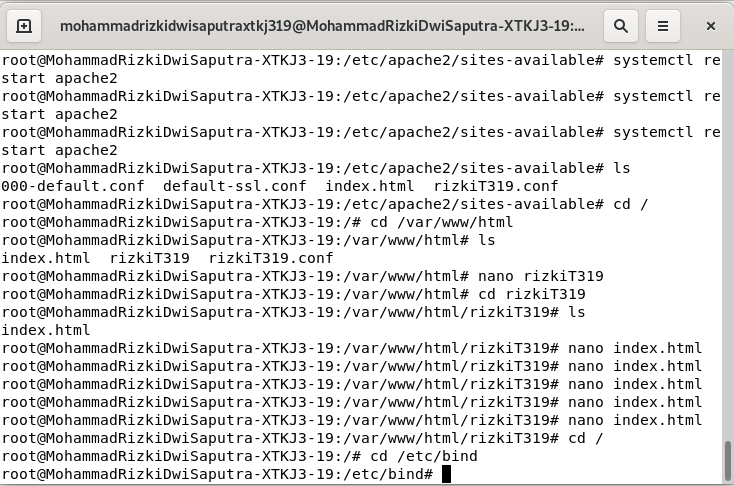 mohammadrizkidwisaputraxtkj319@MohammadRizkiDwiSaputra-XTKJ3-19:...
root@MohammadRizkiDwiSaputra-XTKJ3-19:/etc/apache2/sites-available# systemctl re
start apache2
root@MohammadRizkiDwiSaputra-XTKJ3-19:/etc/apache2/sites-available# systemctl re
start apache2
root@MohammadRizkiDwiSaputra-XTKJ3-19:/etc/apache2/sites-available# systemctl re
start apache2
root@MohammadRizkiDwiSaputra-XTKJ3-19:/etc/apache2/sites-available# ls
000-default.conf  default-ssl.conf  index.html  rizkiT319.conf
root@MohammadRizkiDwiSaputra-XTKJ3-19:/etc/apache2/sites-available# cd /
root@MohammadRizkiDwiSaputra-XTKJ3-19:/# cd /var/www/html
root@MohammadRizkiDwiSaputra-XTKJ3-19:/var/www/html# ls
index.html  rizkiT319  rizkiT319.conf
root@MohammadRizkiDwiSaputra-XTKJ3-19:/var/www/html# nano rizkiT319
root@MohammadRizkiDwiSaputra-XTKJ3-19:/var/www/html# cd rizkiT319
root@MohammadRizkiDwiSaputra-XTKJ3-19:/var/www/html/rizkiT319# ls
index.html
root@MohammadRizkiDwiSaputra-XTKJ3-19:/var/www/html/rizkiT319# nano index.html
root@MohammadRizkiDwiSaputra-XTKJ3-19:/var/www/html/rizkiT319# nano index.html
root@MohammadRizkiDwiSaputra-XTKJ3-19:/var/www/html/rizkiT319# nano index.html
root@MohammadRizkiDwiSaputra-XTKJ3-19:/var/www/html/rizkiT319# nano index.html
root@MohammadRizkiDwiSaputra-XTKJ3-19:/var/www/html/rizkiT319# nano index.html
root@MohammadRizkiDwiSaputra-XTKJ3-19:/var/www/html/rizkiT319# cd /
root@MohammadRizkiDwiSaputra-XTKJ3-19:/# cd /etc/bind
root@MohammadRizkiDwiSaputra-XTKJ3-19:/etc/bind#